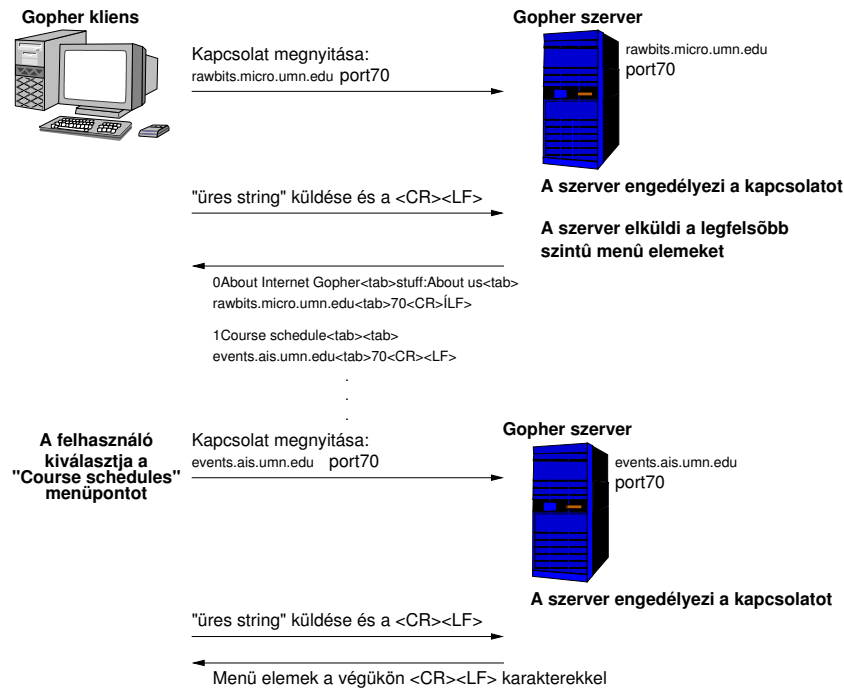 Gopher kliens
Gopher szerver
Kapcsolat megnyitása:
rawbits.micro.umn.edu port70
rawbits.micro.umn.edu
port70
A szerver engedélyezi a kapcsolatot
"üres string" küldése és a <CR><LF>
A szerver elküldi a legfelsõbb
szintû menû elemeket
0About Internet Gopher<tab>stuff:About us<tab>
rawbits.micro.umn.edu<tab>70<CR>ÍLF>
1Course schedule<tab><tab>
events.ais.umn.edu<tab>70<CR><LF>
.
.
.
A felhasználó
kiválasztja a
"Course schedules"
menüpontot
Kapcsolat megnyitása:
events.ais.umn.edu port70
Gopher szerver
events.ais.umn.edu
port70
A szerver engedélyezi a kapcsolatot
"üres string" küldése és a <CR><LF>
Menü elemek a végükön <CR><LF> karakterekkel